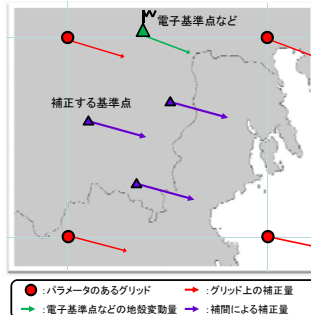 電子基準点など
補正する基準点
:パラメータのあるグリッド :グリッド上の補正量
:電子基準点などの地殻変動量 :補間による補正量